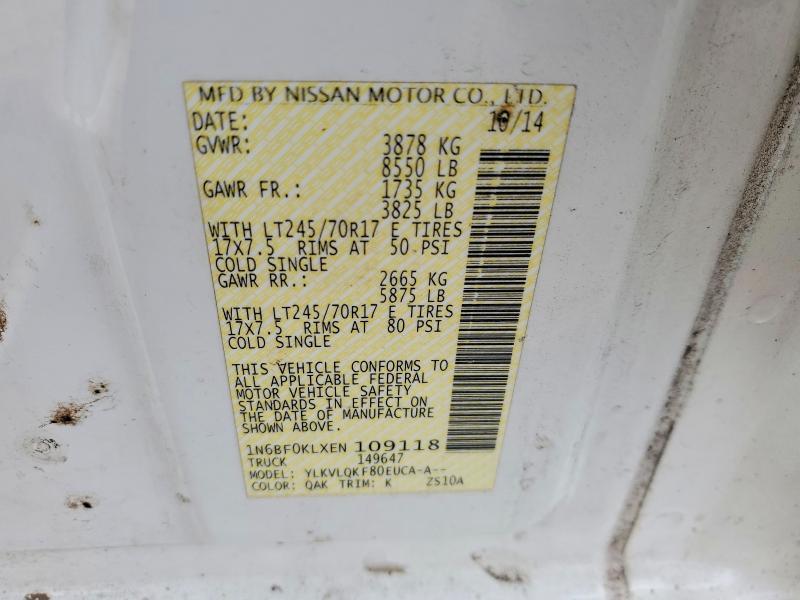 MFD BY NISSAN MOTOR CO., LTD.
DATE: 10/14
GVWR: 3878 KG
8550 LB
GAWR FR.: 1735 KG
3825 LB
WITH LT245/70R17 E TIRES
17X7.5 RIMS AT 50 PSI
COLD SINGLE
GAWR RR.: 2665 KG
5875 LB
WITH LT245/70R17 E TIRES
17X7.5 RIMS AT 80 PSI
COLD SINGLE
THIS VEHICLE CONFORMS TO
ALL APPLICABLE FEDERAL
MOTOR VEHICLE SAFETY
STANDARDS IN EFFECT ON
THE DATE OF MANUFACTURE
SHOWN ABOVE.
1N6BF0KLXEN 109118
TRUCK 149647
MODEL: YLKVLQKF80EUCA-A--
COLOR: QAK TRIM: K ZS10A